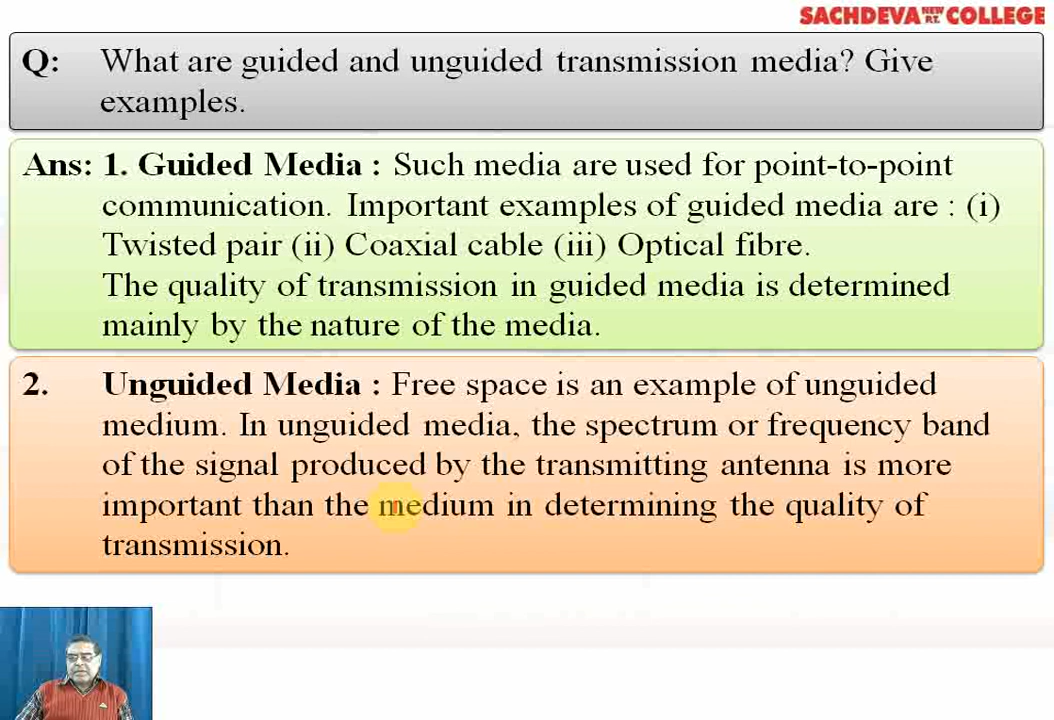 SACHDEVA NEW P.T. COLLEGE
Q: What are guided and unguided transmission media? Give
examples.
Ans: 1. Guided Media : Such media are used for point-to-point
communication. Important examples of guided media are : (i)
Twisted pair (ii) Coaxial cable (iii) Optical fibre.
The quality of transmission in guided media is determined
mainly by the nature of the media.
2. Unguided Media : Free space is an example of unguided
medium. In unguided media, the spectrum or frequency band
of the signal produced by the transmitting antenna is more
important than the medium in determining the quality of
transmission.